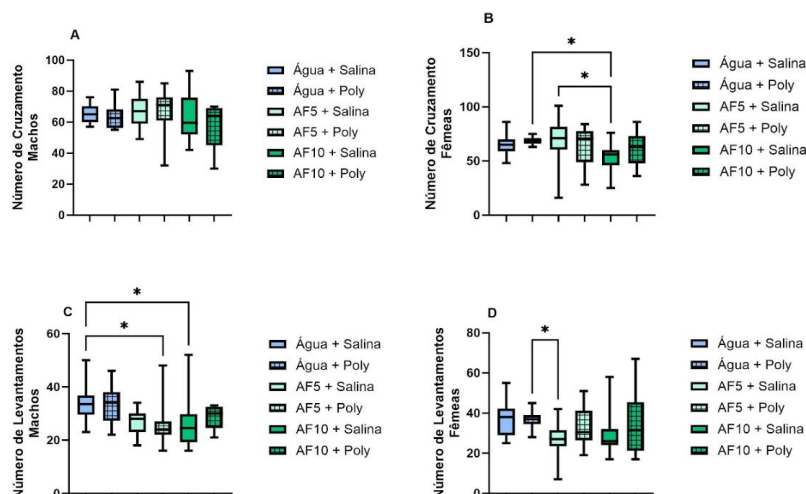 A
Número de Cruzamento
Machos
100
80
60
40
20
0
Água + Salina
Água + Poly
AF5 + Salina
AF5 + Poly
AF10 + Salina
AF10 + Poly
B
Número de Cruzamento
Fêmeas
150
100
50
0
*
*
Água + Salina
Água + Poly
AF5 + Salina
AF5 + Poly
AF10 + Salina
AF10 + Poly
C
Número de Levantamentos
Machos
60
40
20
0
*
*
Água + Salina
Água + Poly
AF5 + Salina
AF5 + Poly
AF10 + Salina
AF10 + Poly
D
Número de Levantamentos
Fêmeas
80
60
40
20
0
*
Água + Salina
Água + Poly
AF5 + Salina
AF5 + Poly
AF10 + Salina
AF10 + Poly